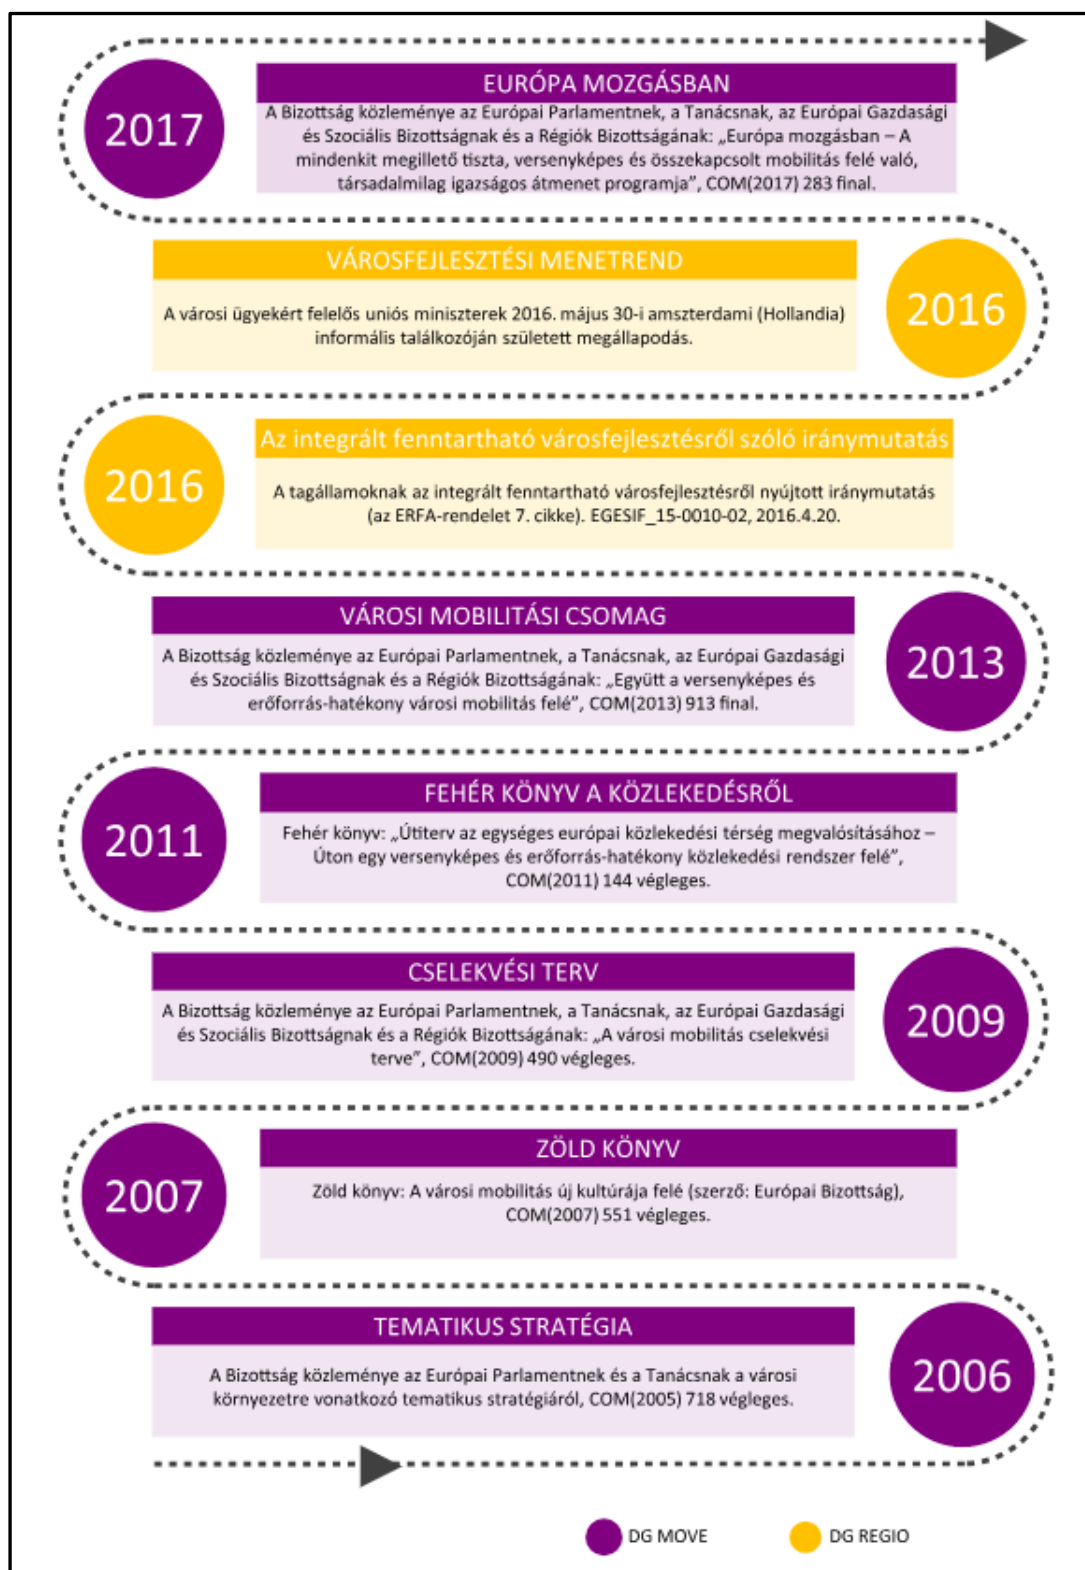 2017
EURÓPA MOZGÁSBAN
A Bizottság közleménye az Európai Parlamentnek, a Tanácsnak, az Európai Gazdasági
és Szociális Bizottságnak és a Régiók Bizottságának: „Európa mozgásban – A
mindenkit megillető tiszta, versenyképes és összekapcsolt mobilitás felé való,
társadalmilag igazságos átmenet programja”, COM(2017) 283 final.
VÁROSFEJLESZTÉSI MENETREND
A városi ügyekért felelős uniós miniszterek 2016. május 30-i amszterdami (Hollandia)
informális találkozóján született megállapodás.
2016
2016
Az integrált fenntartható városfejlesztésről szóló iránymutatás
A tagállamoknak az integrált fenntartható városfejlesztésről nyújtott iránymutatás
(az ERFA-rendelet 7. cikke). EGESIF_15-0010-02, 2016.4.20.
VÁROSI MOBILITÁSI CSOMAG
A Bizottság közleménye az Európai Parlamentnek, a Tanácsnak, az Európai Gazdasági
és Szociális Bizottságnak és a Régiók Bizottságának: „Együtt a versenyképes és
erőforrás-hatékony városi mobilitás felé”, COM(2013) 913 final.
2013
2011
FEHÉR KÖNYV A KÖZLEKEDÉSRŐL
Fehér könyv: „Útiterv az egységes európai közlekedési térség megvalósításához –
Úton egy versenyképes és erőforrás-hatékony közlekedési rendszer felé”,
COM(2011) 144 végleges.
CSELEKVÉSI TERV
A Bizottság közleménye az Európai Parlamentnek, a Tanácsnak, az Európai Gazdasági
és Szociális Bizottságnak és a Régiók Bizottságának: „A városi mobilitás cselekvési
terve”, COM(2009) 490 végleges.
2009
2007
ZÖLD KÖNYV
Zöld könyv: A városi mobilitás új kultúrája felé (szerző: Európai Bizottság),
COM(2007) 551 végleges.
TEMATIKUS STRATÉGIA
A Bizottság közleménye az Európai Parlamentnek és a Tanácsnak a városi
környezetre vonatkozó tematikus stratégiáról, COM(2005) 718 végleges.
2006
DG MOVE
DG REGIO